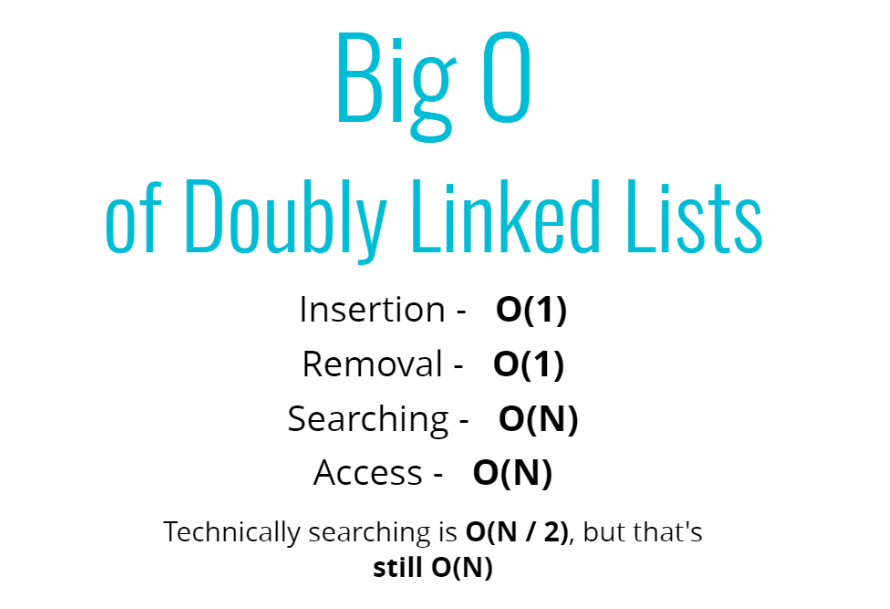 Big O
of Doubly Linked Lists
Insertion - O(1)
Removal - O(1)
Searching - O(N)
Access - O(N)
Technically searching is O(N / 2), but that's
still O(N)